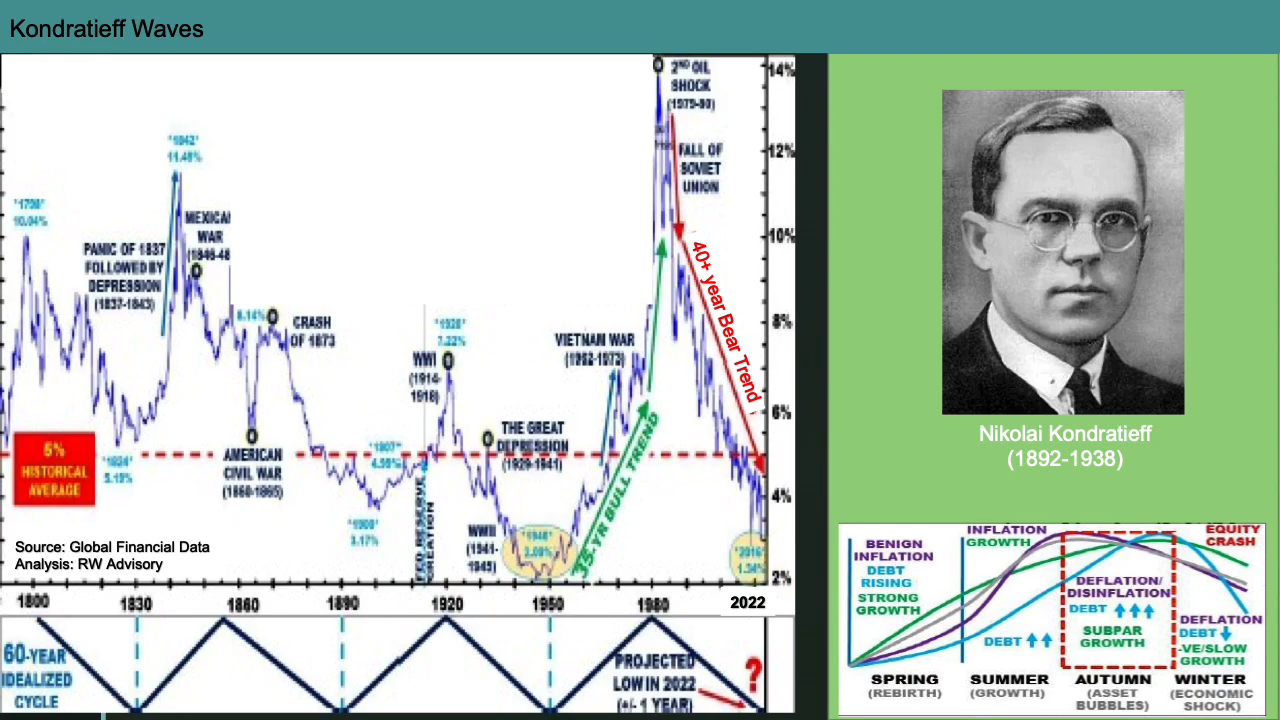 Kondratieff Waves
2ND OIL
SHOCK
(1979-80)
14%
12%
10%
8%
6%
4%
2%
FALL OF
SOVIET
UNION
40+ year Bear Trend
"1842"
11.49%
"1798"
10.04%
MEXICA
WAR
(1846-48
PANIC OF 1837
FOLLOWED BY
DEPRESSION
(1837-1843)
8.14%
CRASH
OF 1873
"1920"
7.22%
WWI
(1914-
1918)
VIETNAM WAR
(1962-1973)
THE GREAT
DEPRESSION
(1929-1941)
35-YR BULL TREND
5%
HISTORICAL
AVERAGE
"1824"
5.19%
AMERICAN
CIVIL WAR
(1860-1865)
"1907"
4.99%
FED RESERVE
CREATION
"1900"
3.17%
WWII
(1941-
1945)
"1946"
2.08%
"2016"
1.36%
Source: Global Financial Data
Analysis: RW Advisory
1800
1830
1860
1890
1920
1950
1980
2022
60-YEAR
IDEALIZED
CYCLE
PROJECTED
LOW IN 2022
(+/- 1 YEAR)
?
Nikolai Kondratieff
(1892-1938)
BENIGN
INFLATION
DEBT
RISING
STRONG
GROWTH
INFLATION
GROWTH
DEBT
DEFLATION/
DISINFLATION
DEBT
SUBPAR
GROWTH
EQUITY
CRASH
DEFLATION
DEBT
-VE/SLOW
GROWTH
SPRING
(REBIRTH)
SUMMER
(GROWTH)
AUTUMN
(ASSET
BUBBLES)
WINTER
(ECONOMIC
SHOCK)